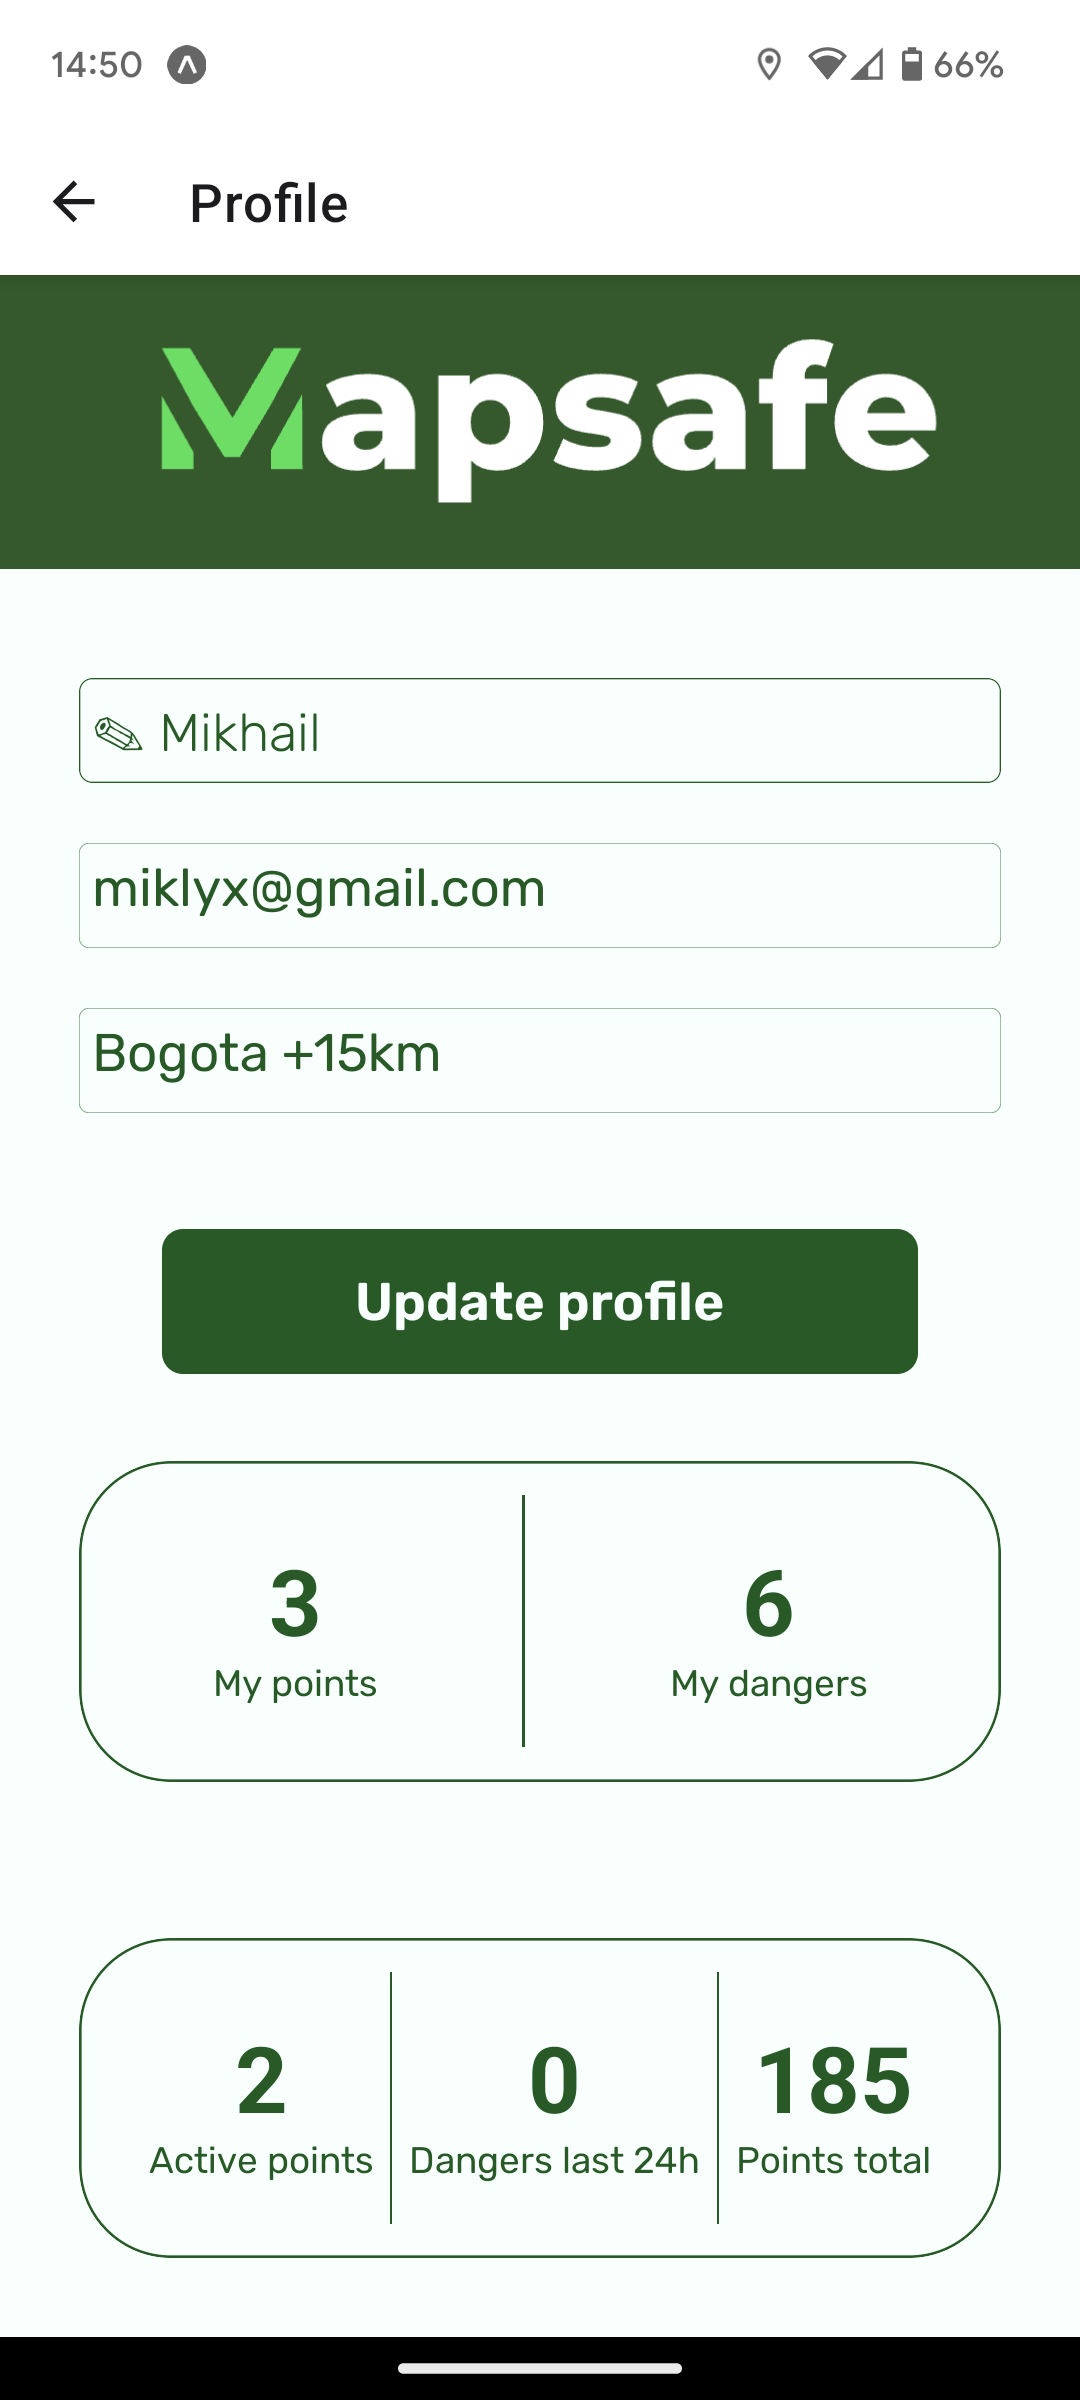 14:50 66%
Profile
Mapsafe
✎ Mikhail
miklyx@gmail.com
Bogota +15km
Update profile
3 6
My points My dangers
2 0 185
Active points Dangers last 24h Points total